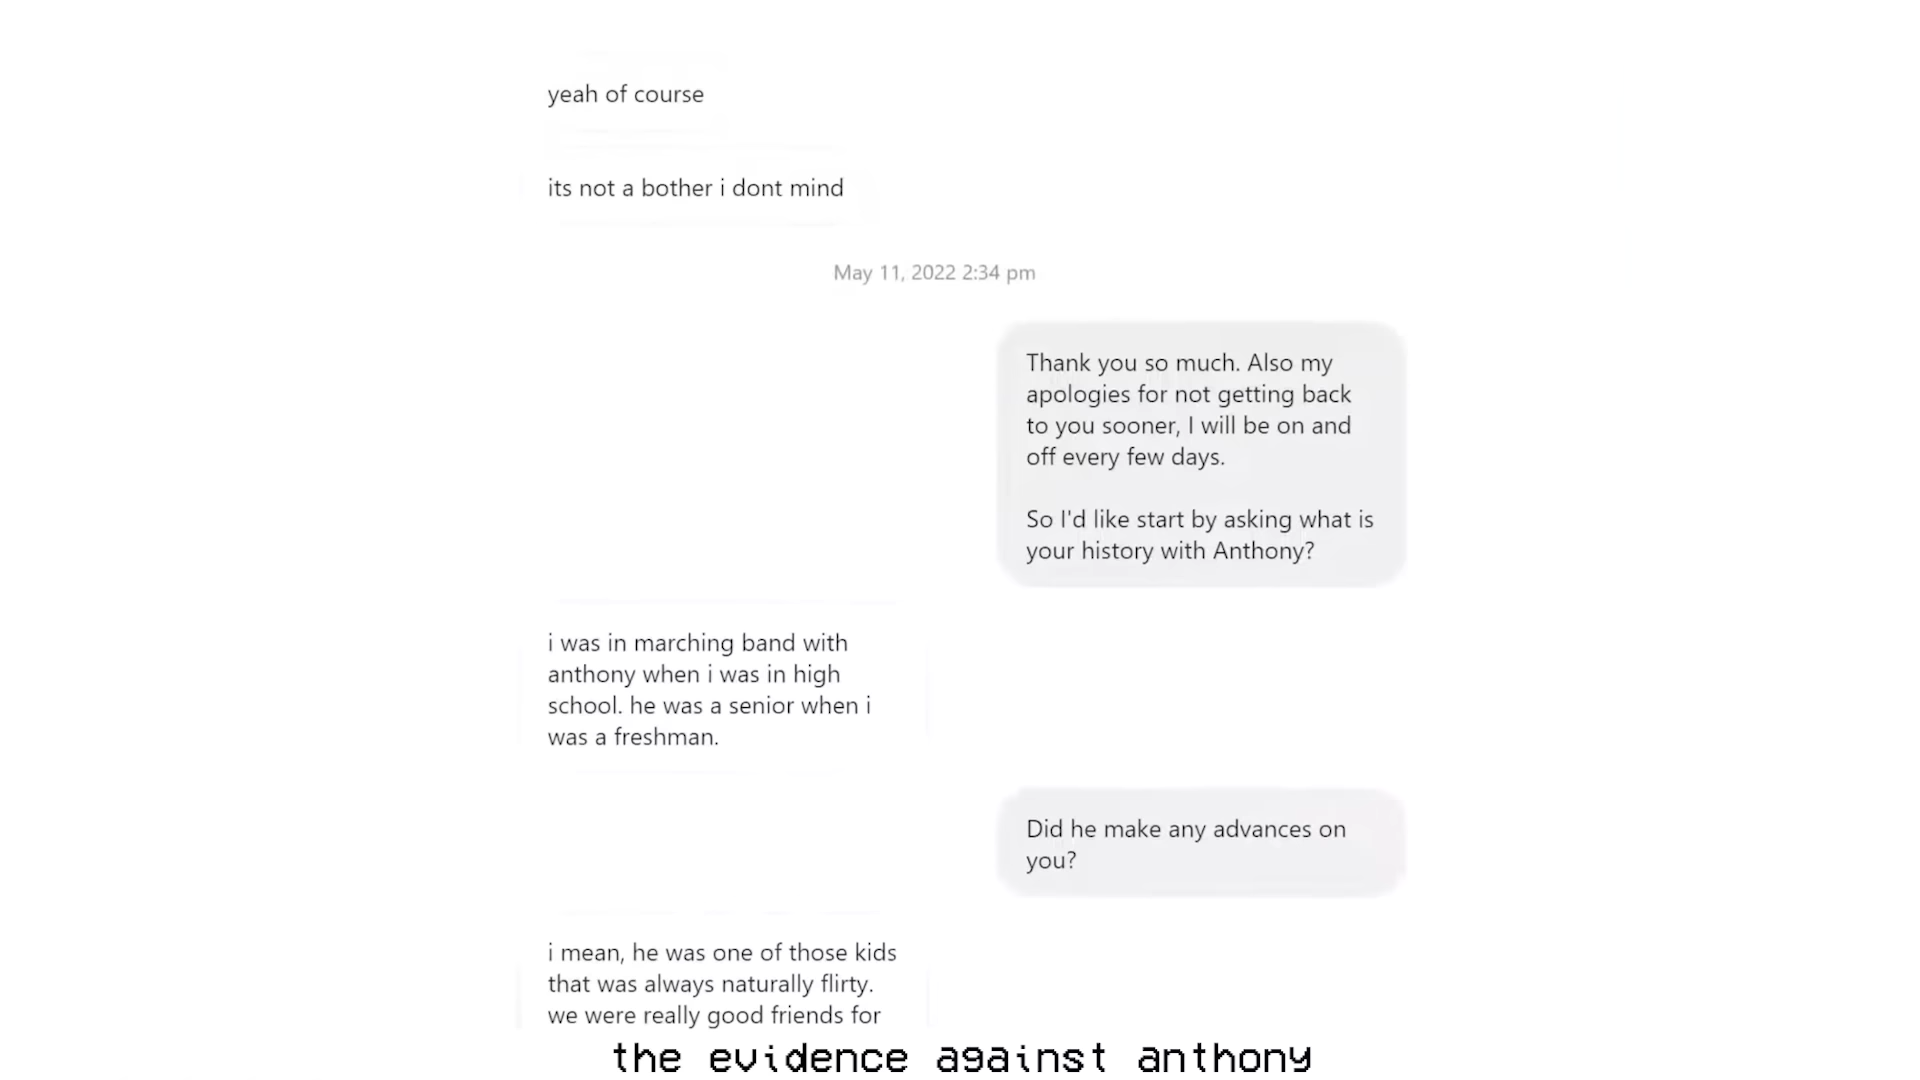 yeah of course
its not a bother i dont mind
May 11, 2022 2:34 pm
Thank you so much. Also my
apologies for not getting back
to you sooner, I will be on and
off every few days.
So I'd like start by asking what is
your history with Anthony?
i was in marching band with
anthony when i was in high
school. he was a senior when i
was a freshman.
Did he make any advances on
you?
i mean, he was one of those kids
that was always naturally flirty.
we were really good friends for
the evidence against anthony